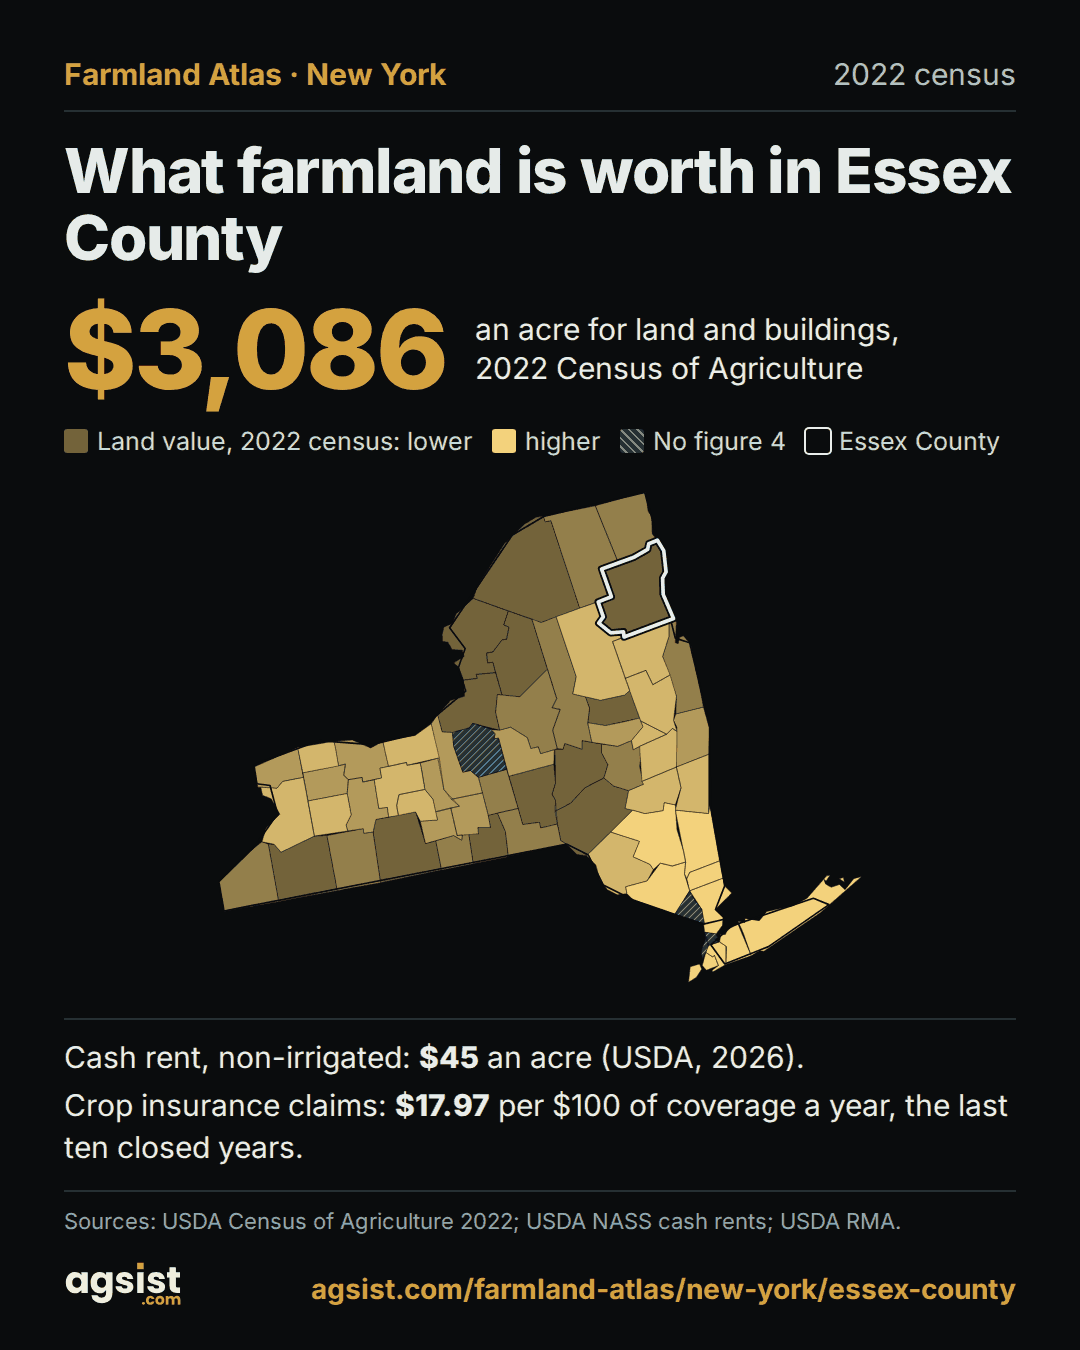 Farmland Atlas · New York
2022 census
What farmland is worth in Essex
County
$3,086
an acre for land and buildings,
2022 Census of Agriculture
Land value, 2022 census: lower
higher
No figure 4
Essex County
Cash rent, non-irrigated: $45 an acre (USDA, 2026).
Crop insurance claims: $17.97 per $100 of coverage a year, the last
ten closed years.
Sources: USDA Census of Agriculture 2022; USDA NASS cash rents; USDA RMA.
agsist
.com
agsist.com/farmland-atlas/new-york/essex-county